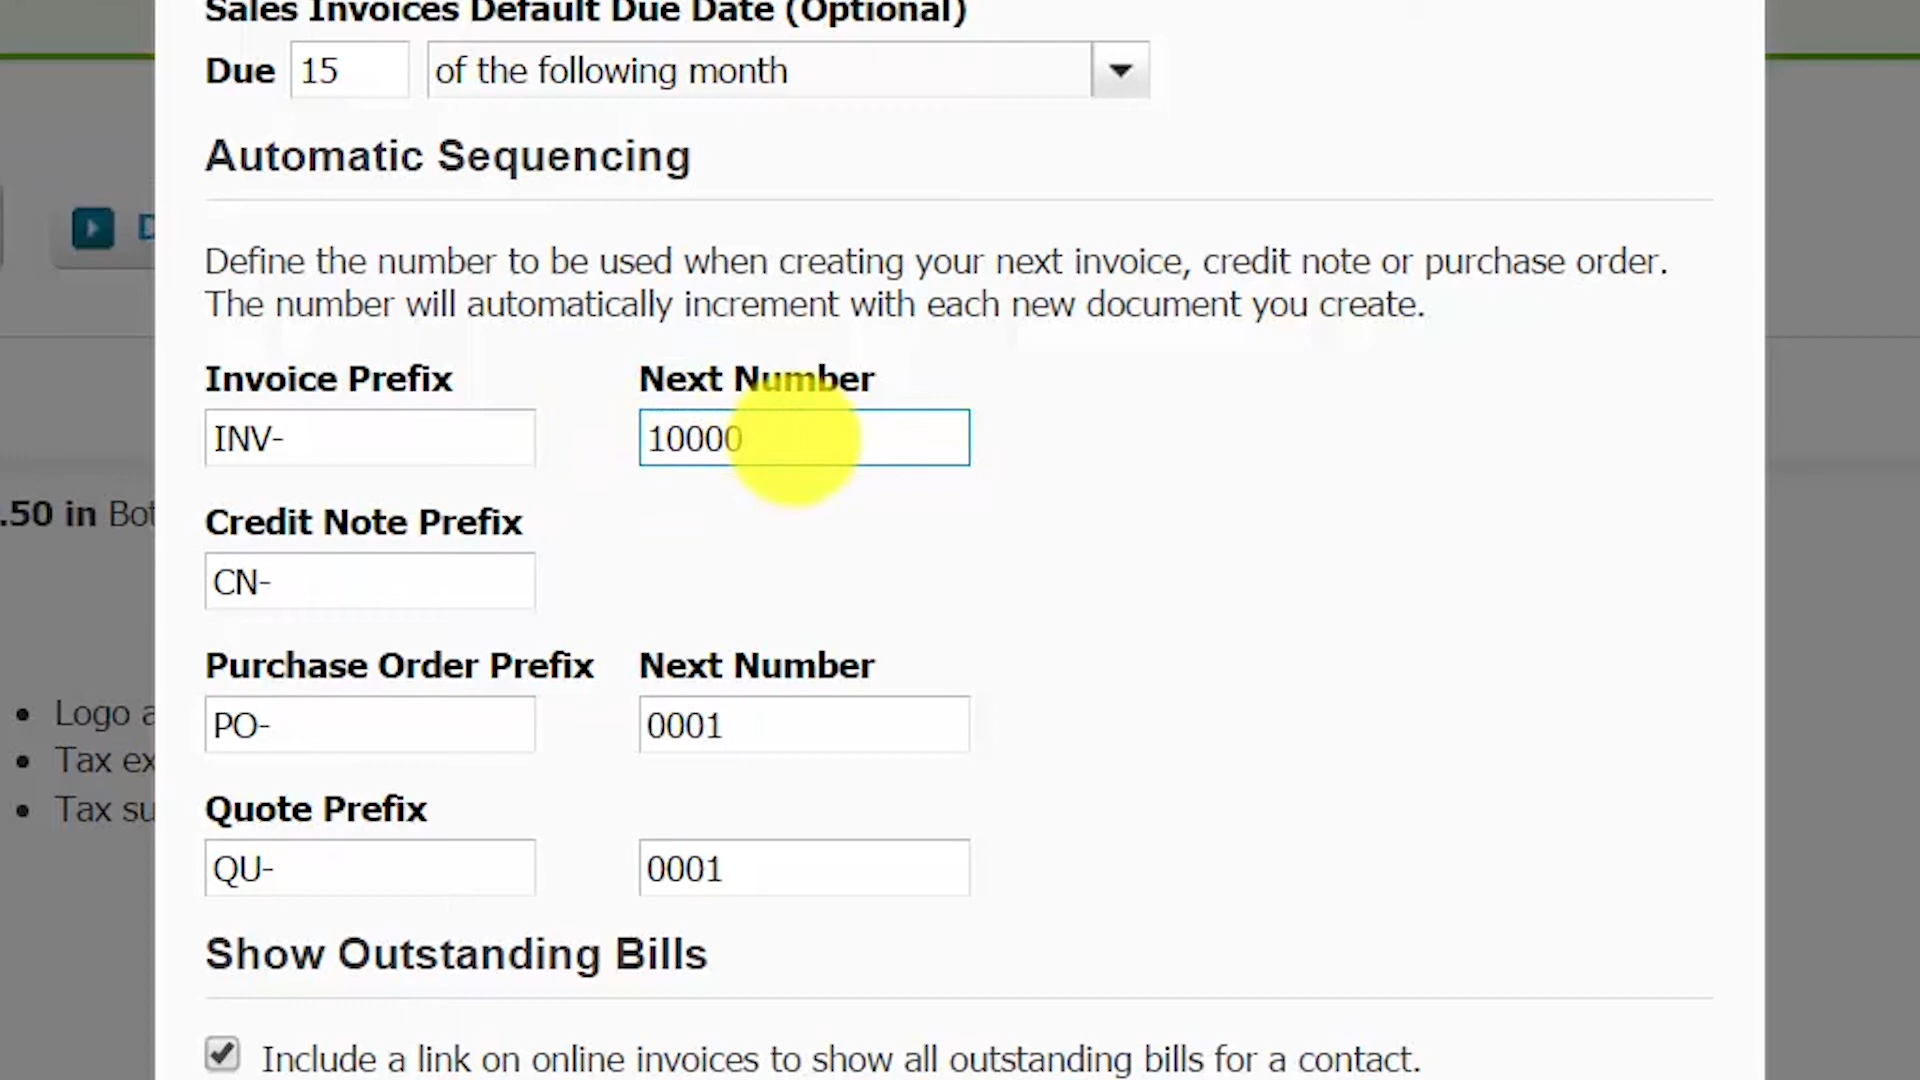 Sales Invoices Default Due Date (Optional)
Due 15 of the following month
Automatic Sequencing
Define the number to be used when creating your next invoice, credit note or purchase order.
The number will automatically increment with each new document you create.
Invoice Prefix Next Number
INV- 10000
.50 in
Credit Note Prefix
CN-
Purchase Order Prefix Next Number
PO- 0001
Logo
Tax
Tax
Quote Prefix
QU- 0001
Show Outstanding Bills
Include a link on online invoices to show all outstanding bills for a contact.